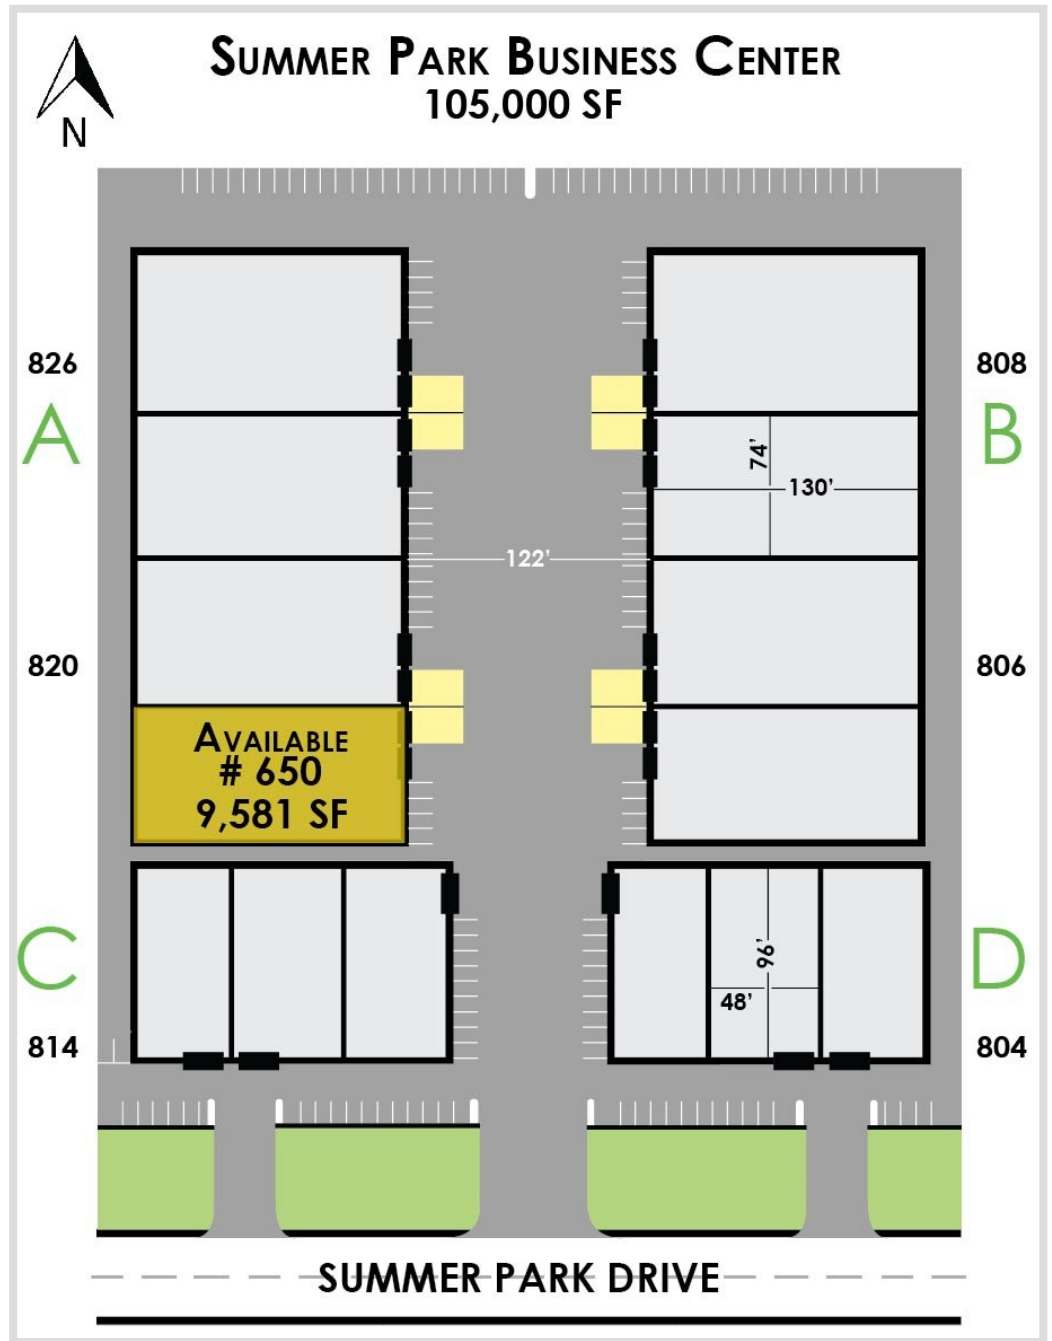 SUMMER PARK BUSINESS CENTER
105,000 SF
N
826
808
A
B
74'
130'
122'
820
806
AVAILABLE
# 650
9,581 SF
C
D
96'
48'
814
804
SUMMER PARK DRIVE